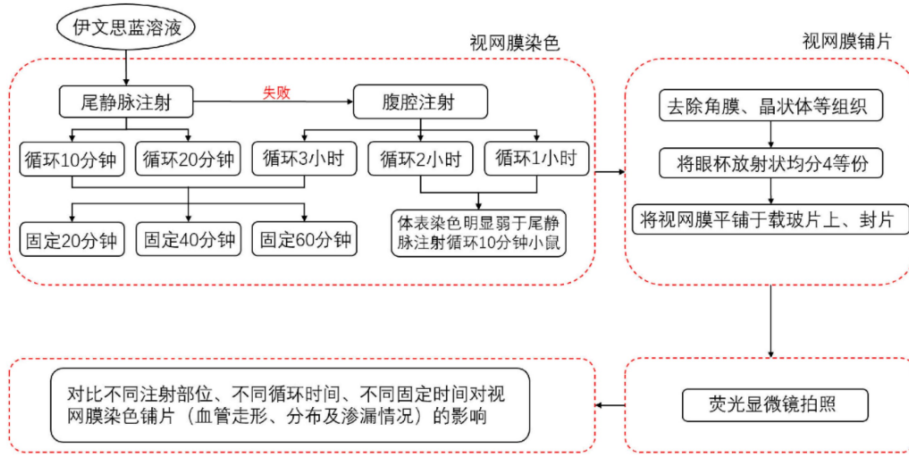 伊文思蓝溶液
视网膜染色
尾静脉注射
失败
腹腔注射
循环10分钟
循环20分钟
循环3小时
循环2小时
循环1小时
固定20分钟
固定40分钟
固定60分钟
体表染色明显弱于尾静
脉注射循环10分钟小鼠
视网膜铺片
去除角膜、晶状体等组织
将眼杯放射状均分4等份
将视网膜平铺于载玻片上、封片
荧光显微镜拍照
对比不同注射部位、不同循环时间、不同固定时间对视
网膜染色铺片（血管走形、分布及渗漏情况）的影响